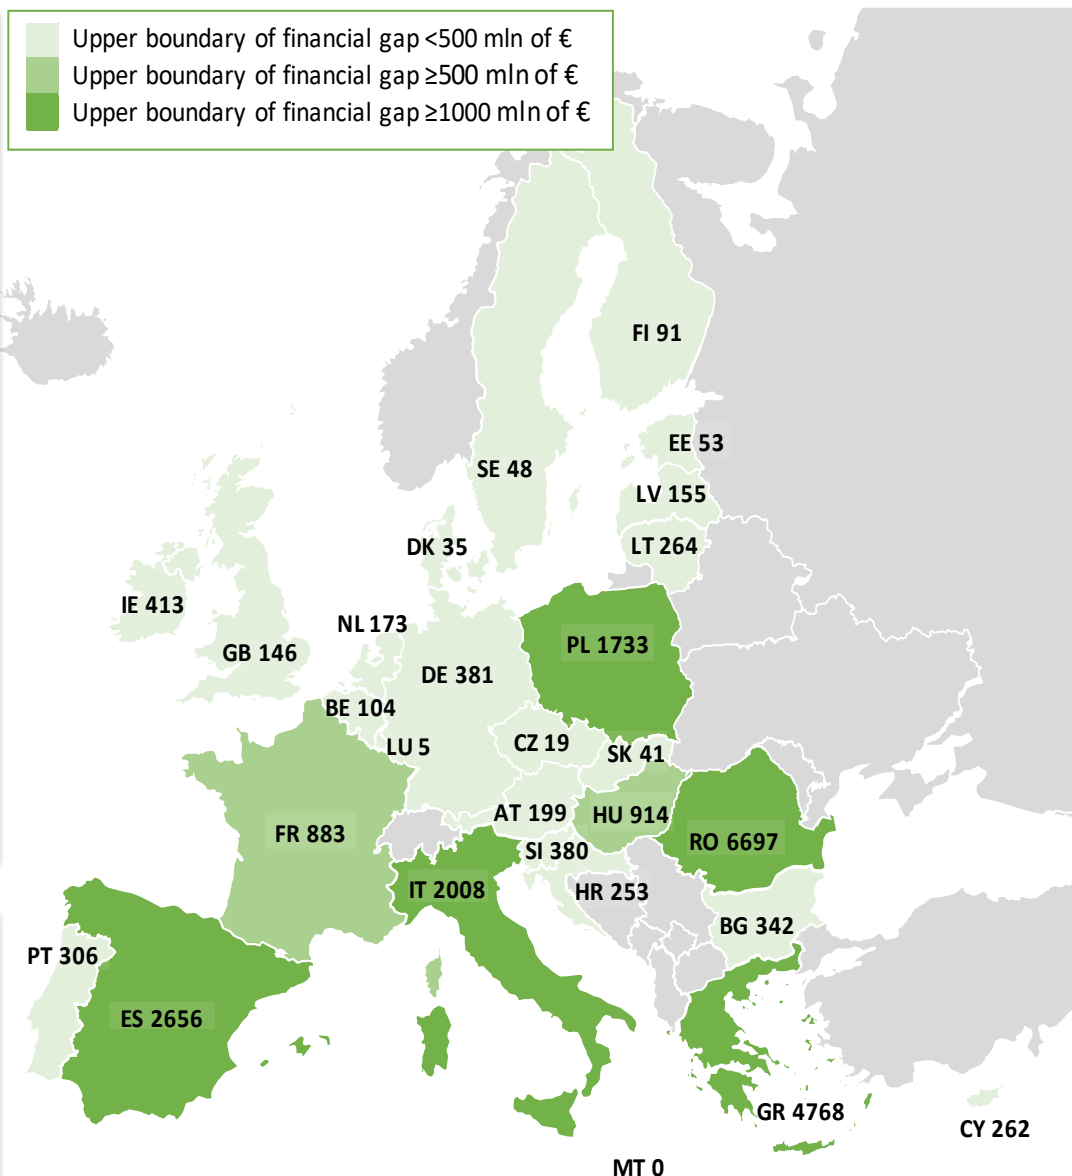 Upper boundary of financial gap <500 mln of €
Upper boundary of financial gap ≥500 mln of €
Upper boundary of financial gap ≥1000 mln of €
FI 91
EE 53
SE 48
LV 155
DK 35
LT 264
IE 413
NL 173
GB 146
PL 1733
DE 381
BE 104
LU 5
CZ 19
SK 41
AT 199
HU 914
FR 883
RO 6697
SI 380
IT 2008
HR 253
BG 342
PT 306
ES 2656
GR 4768
CY 262
MT 0